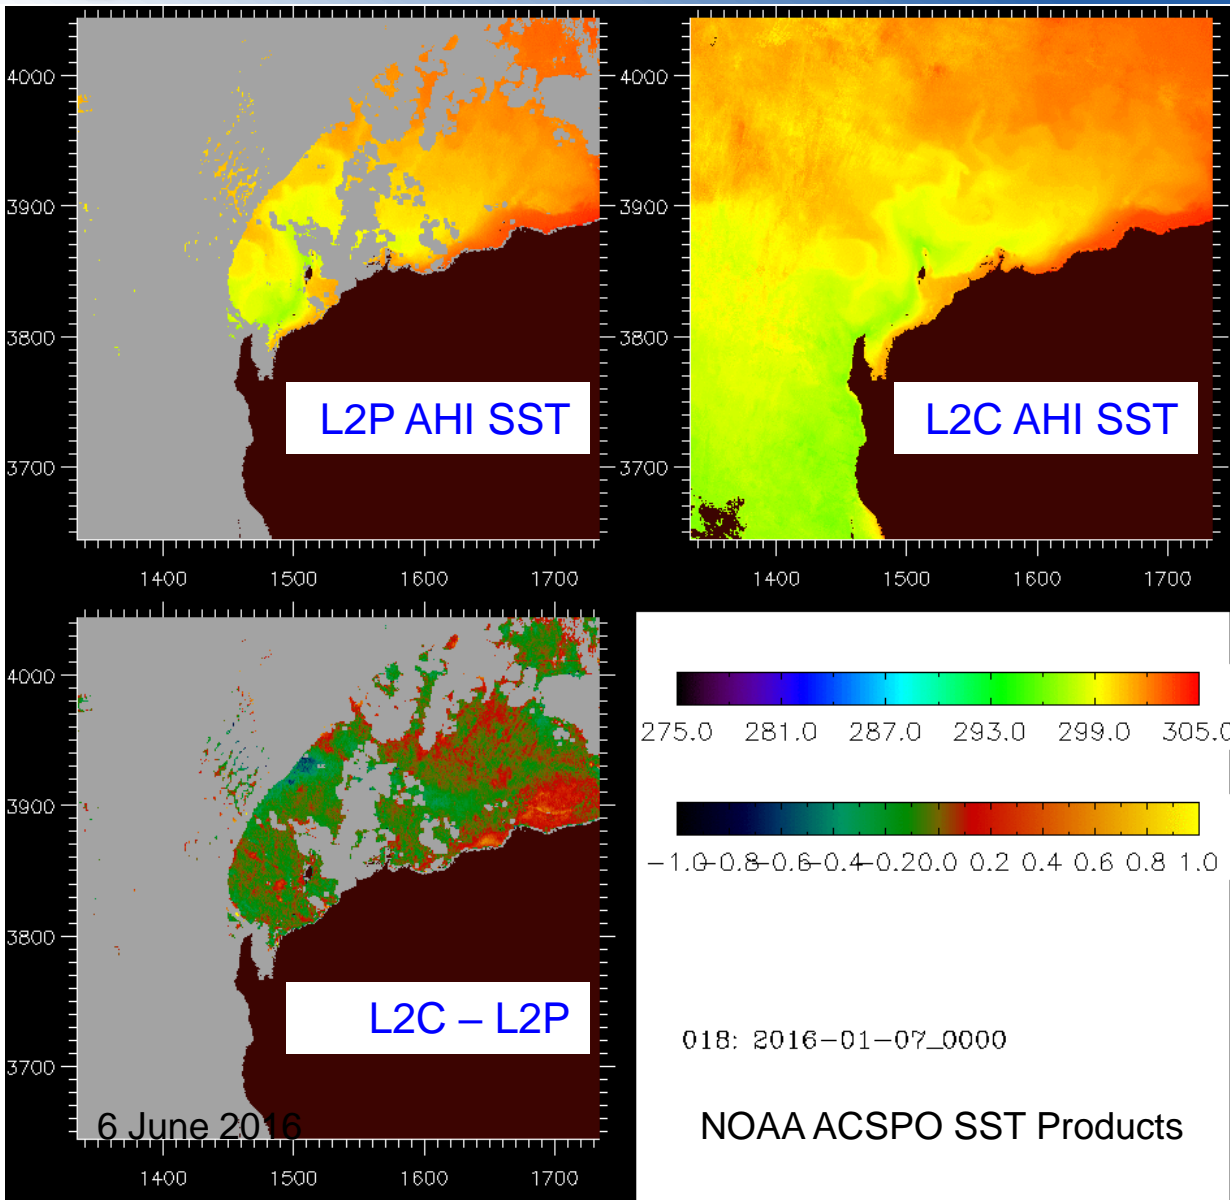 4000
3900
3800
3700
L2P AHI SST
1400 1500 1600 1700
4000
3900
3800
3700
L2C AHI SST
1400 1500 1600 1700
4000
3900
3800
3700
L2C – L2P
6 June 2016
1400 1500 1600 1700
275.0 281.0 287.0 293.0 299.0 305.0
−1.0 −0.8 −0.6 −0.4 −0.2 0.0 0.2 0.4 0.6 0.8 1.0
018: 2016−01−07_0000
NOAA ACSPO SST Products